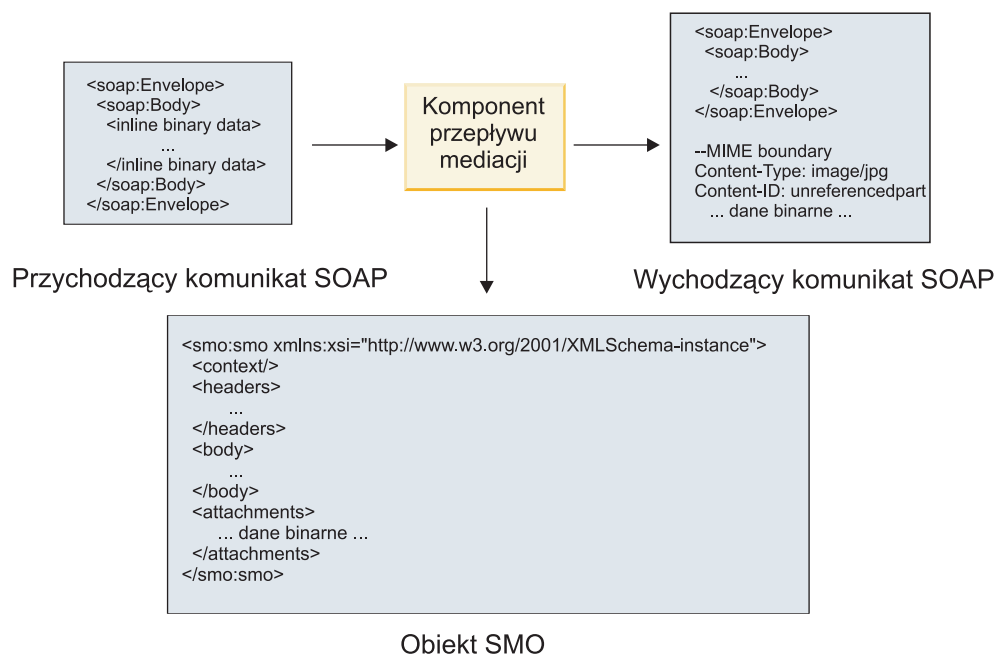 <soap:Envelope>
<soap:Body>
<inline binary data>
...
</inline binary data>
</soap:Body>
</soap:Envelope>
Przychodzący komunikat SOAP
Komponent
przepływu
mediacji
<soap:Envelope>
<soap:Body>
...
</soap:Body>
</soap:Envelope>
--MIME boundary
Content-Type: image/jpg
Content-ID: unreferencedpart
... dane binarne ...
Wychodzący komunikat SOAP
<smo:smo xmlns:xsi="http://www.w3.org/2001/XMLSchema-instance">
<context/>
<headers>
...
</headers>
<body>
...
</body>
<attachments>
... dane binarne ...
</attachments>
</smo:smo>
Obiekt SMO